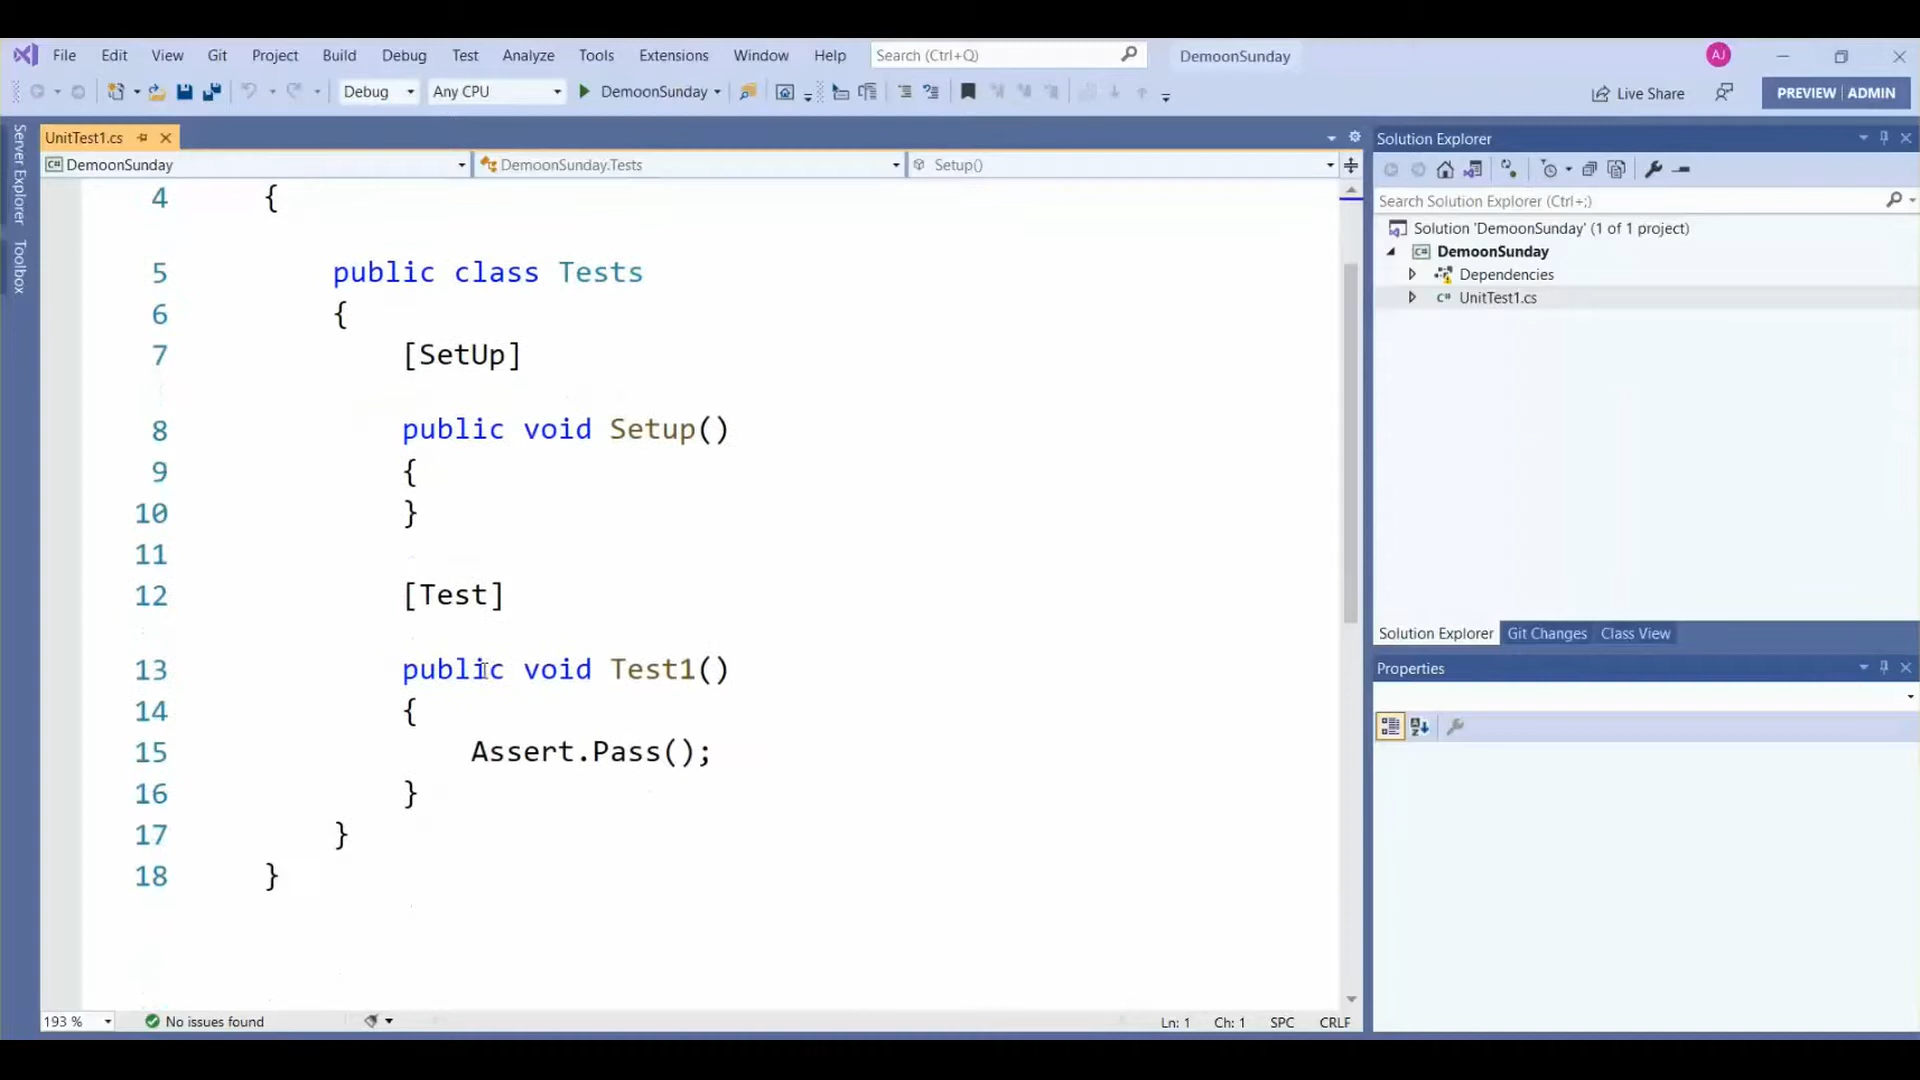 File Edit View Git Project Build Debug Test Analyze Tools Extensions Window Help Search (Ctrl+Q) DemoonSunday AJ
Debug Any CPU DemoonSunday Live Share PREVIEW ADMIN
Server Explorer
Toolbox
UnitTest1.cs
DemoonSunday DemoonSunday.Tests Setup()
4 {
5 public class Tests
6 {
7 [SetUp]
8 public void Setup()
9 {
10 }
11
12 [Test]
13 public void Test1()
14 {
15 Assert.Pass();
16 }
17 }
18 }
193 % No issues found Ln: 1 Ch: 1 SPC CRLF
Solution Explorer
Search Solution Explorer (Ctrl+;)
Solution 'DemoonSunday' (1 of 1 project)
DemoonSunday
Dependencies
C# UnitTest1.cs
Solution Explorer Git Changes Class View
Properties